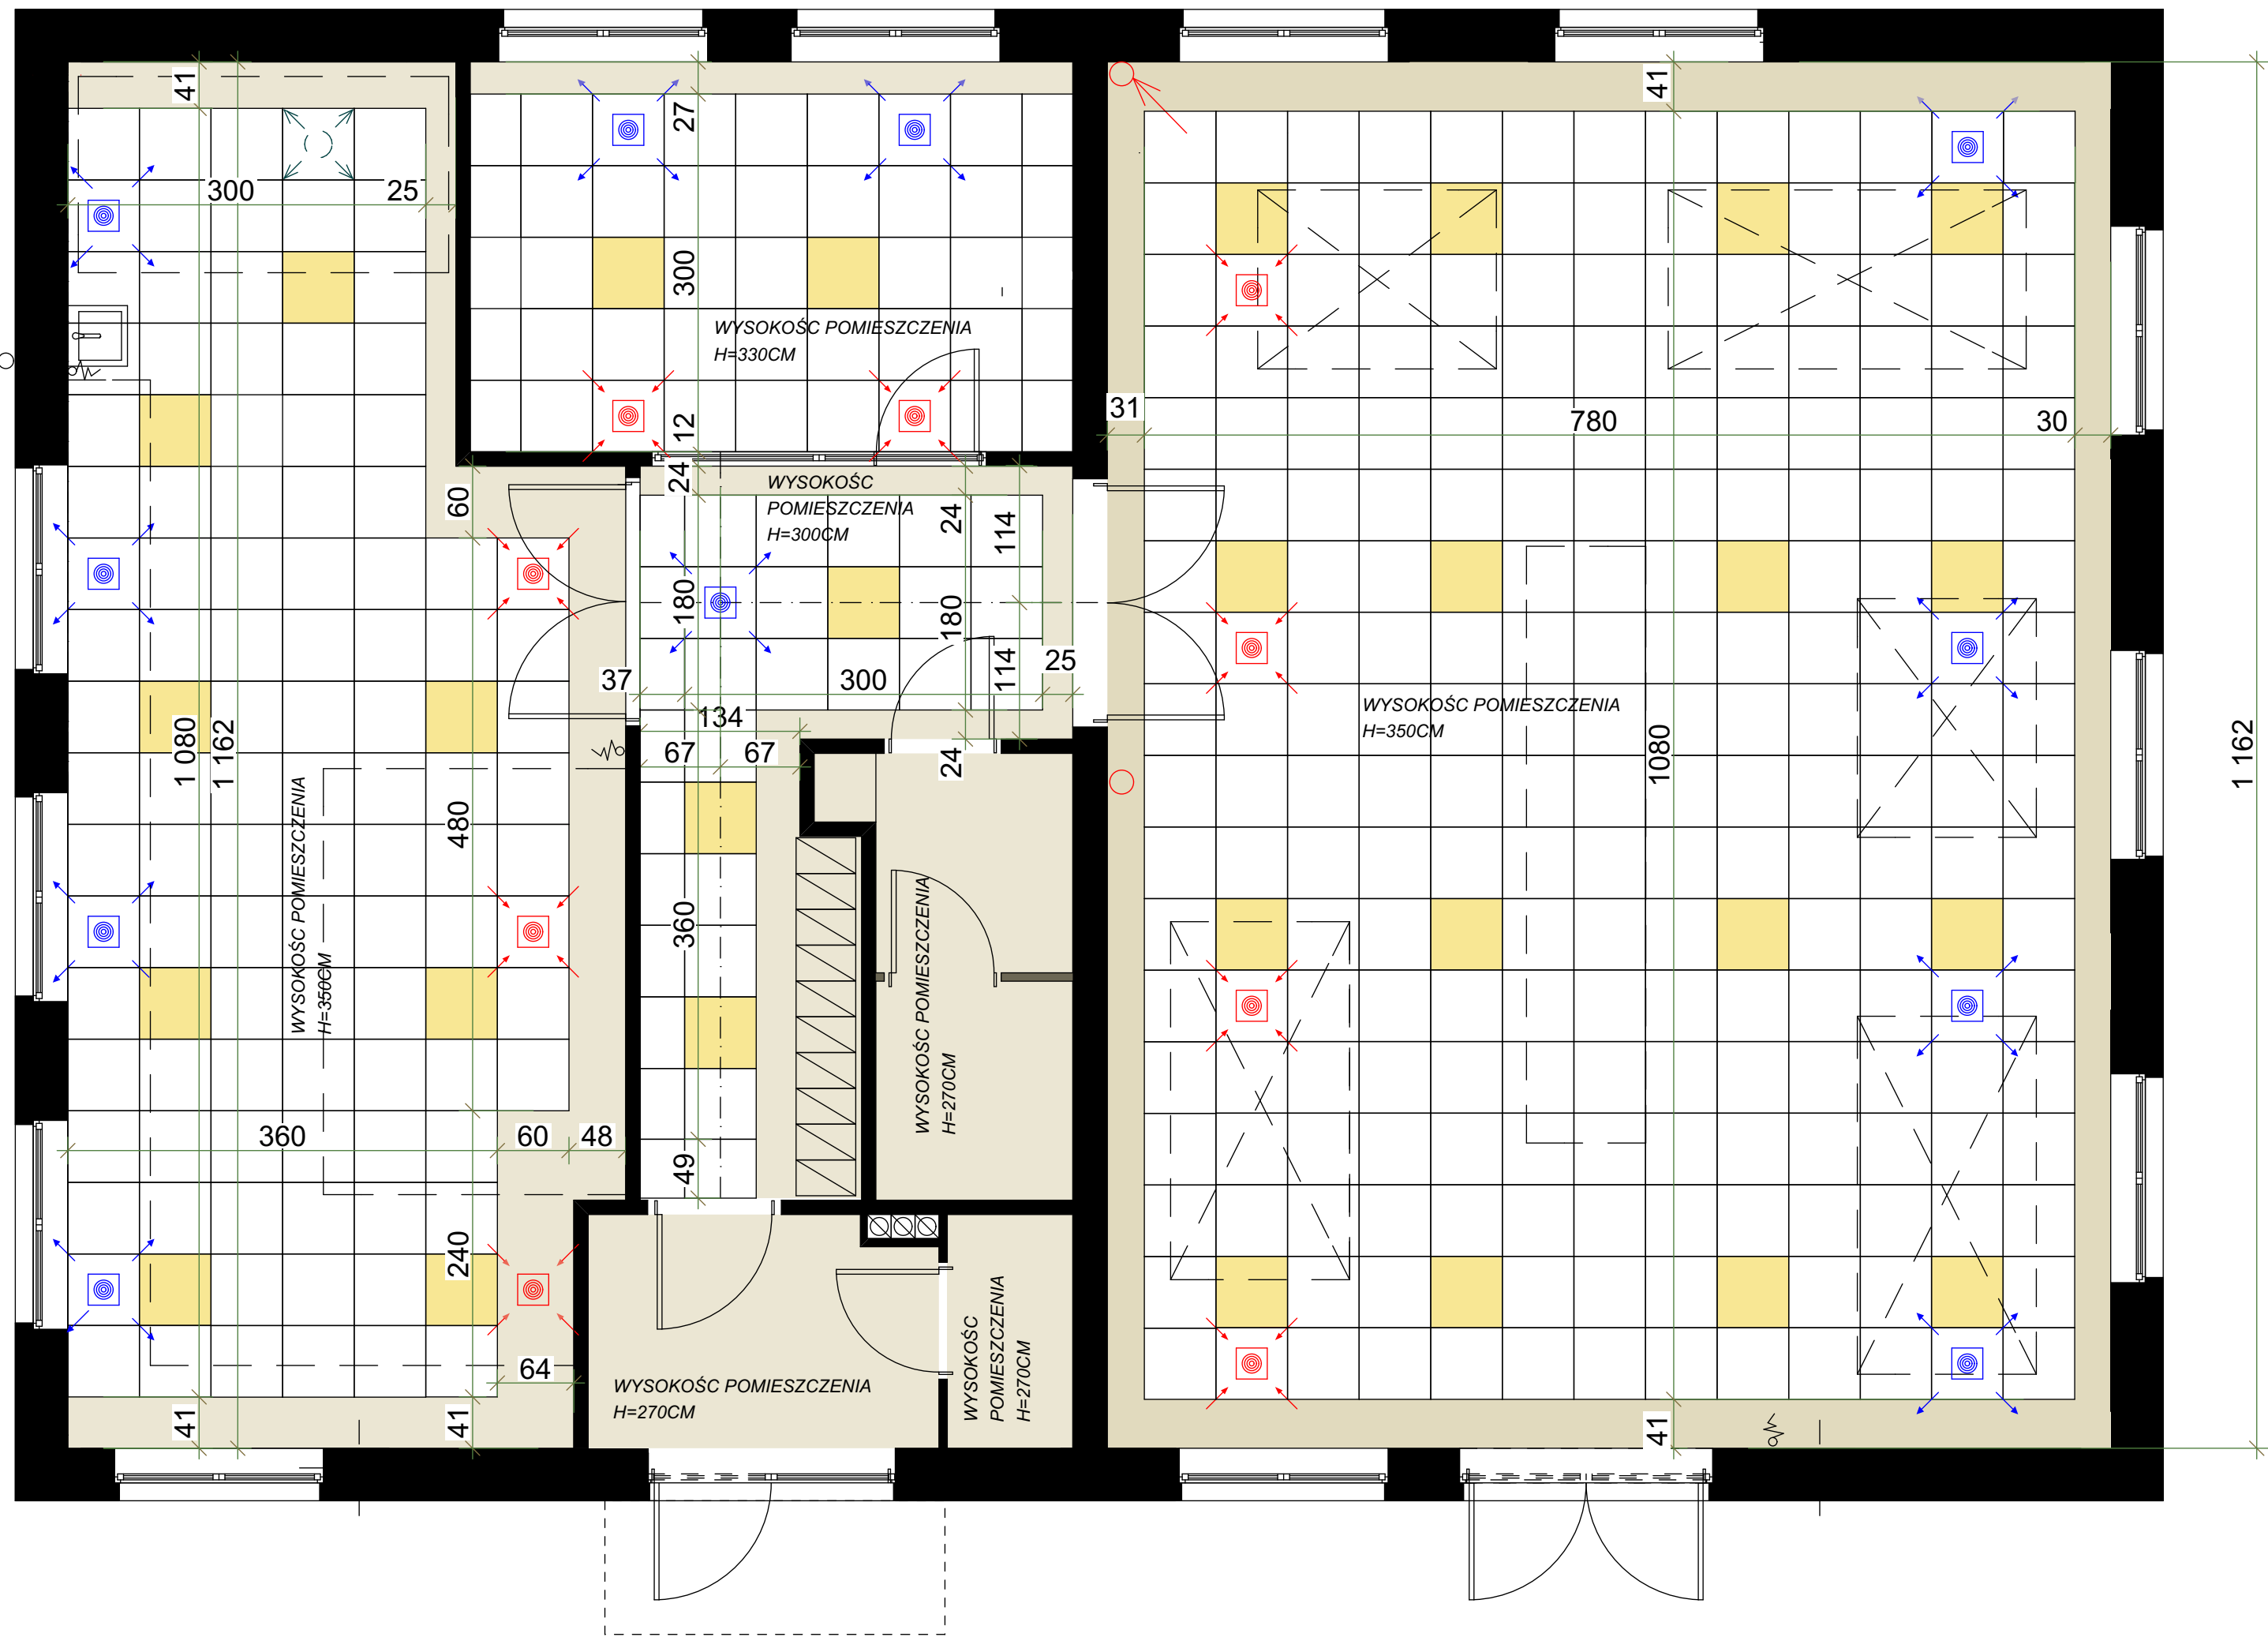 41
27
41
300
25
300
31
780
30
WYSOKOŚC POMIESZCZENIA
H=330CM
12
24
60
WYSOKOŚC
POMIESZCZENIA
H=300CM
24
114
180
180
114
37
300
25
134
67
67
24
WYSOKOŚC POMIESZCZENIA
H=350CM
1 080
1 162
1080
1 162
480
WYSOKOŚC POMIESZCZENIA
H=350CM
360
WYSOKOŚC POMIESZCZENIA
H=270CM
360
60
48
49
240
64
41
41
WYSOKOŚC POMIESZCZENIA
H=270CM
WYSOKOŚC
POMIESZCZENIA
H=270CM
41